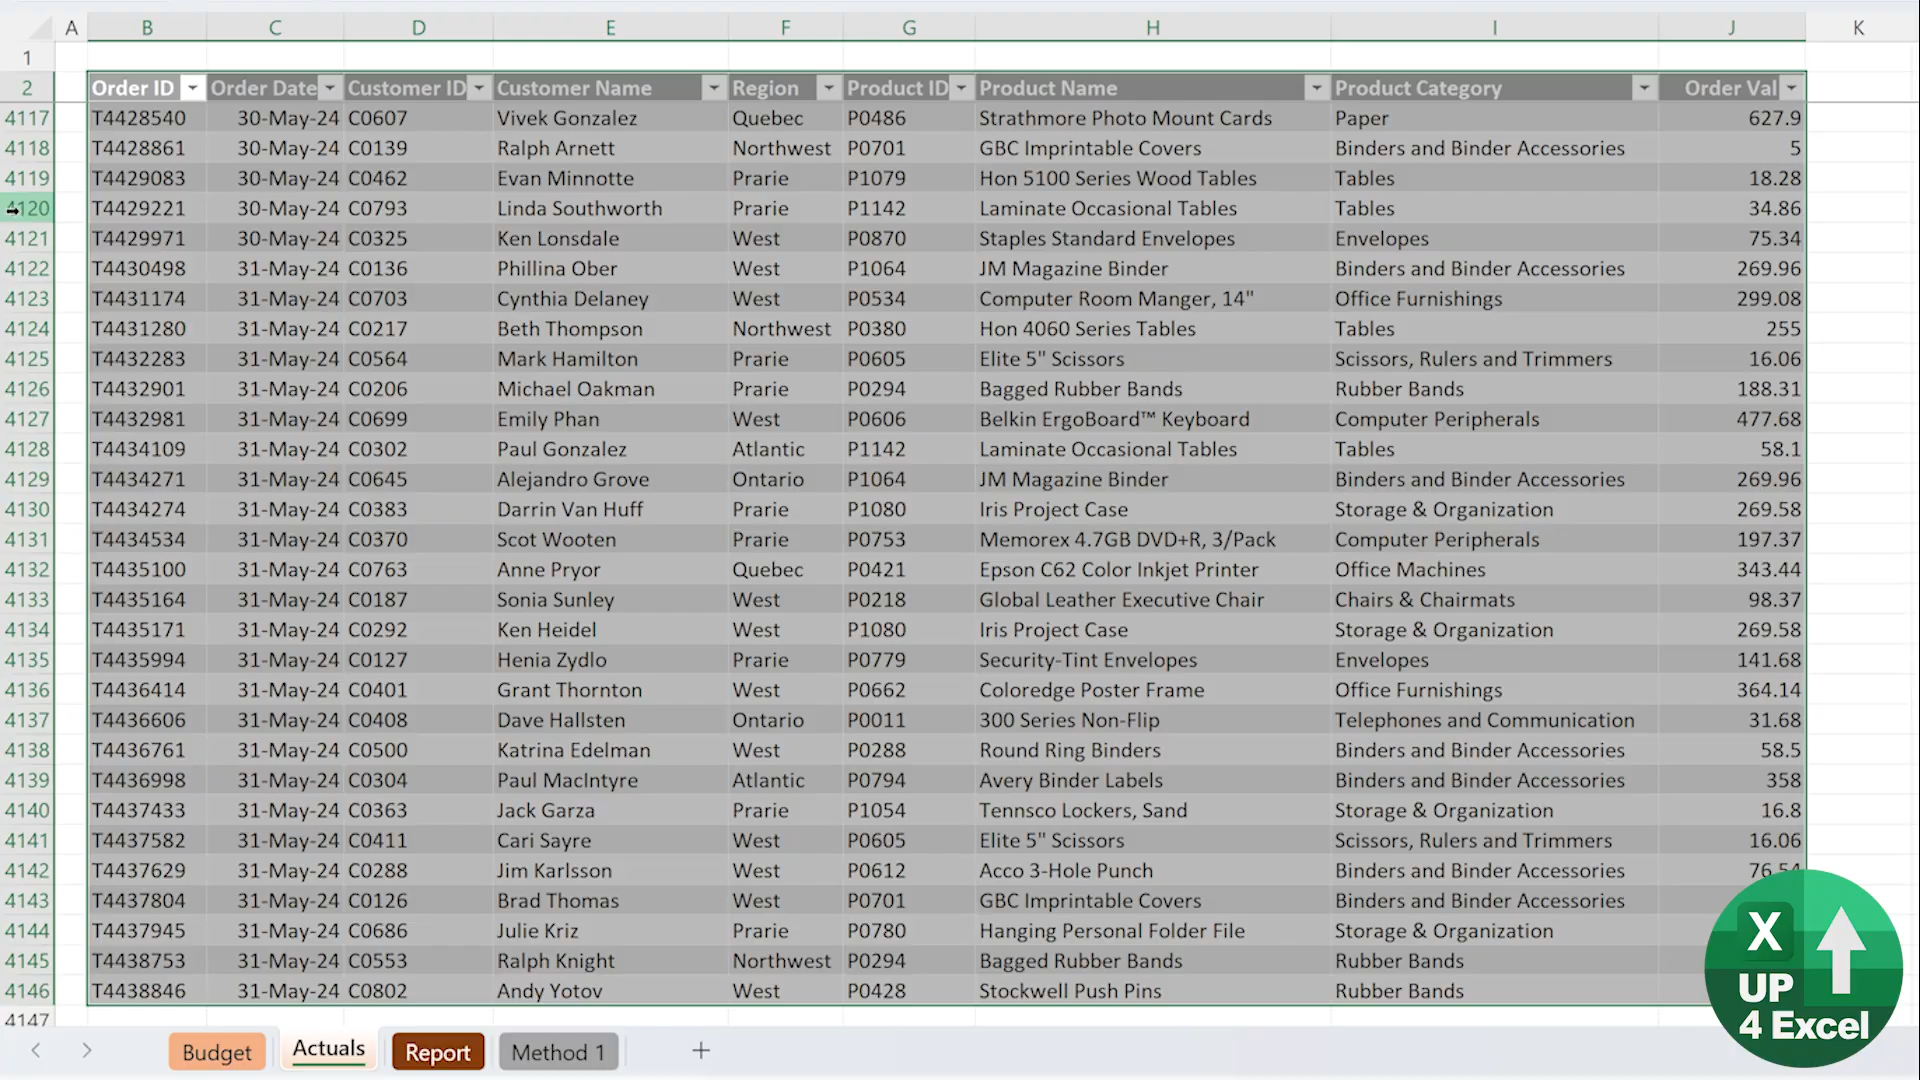 A B C D E F G H I J K
1
2 Order ID Order Date Customer ID Customer Name Region Product ID Product Name Product Category Order Val
4117 T4428540 30-May-24 C0607 Vivek Gonzalez Quebec P0486 Strathmore Photo Mount Cards Paper 627.9
4118 T4428861 30-May-24 C0139 Ralph Arnett Northwest P0701 GBC Imprintable Covers Binders and Binder Accessories 5
4119 T4429083 30-May-24 C0462 Evan Minnotte Prarie P1079 Hon 5100 Series Wood Tables Tables 18.28
4120 T4429221 30-May-24 C0793 Linda Southworth Prarie P1142 Laminate Occasional Tables Tables 34.86
4121 T4429971 30-May-24 C0325 Ken Lonsdale West P0870 Staples Standard Envelopes Envelopes 75.34
4122 T4430498 31-May-24 C0136 Phillina Ober West P1064 JM Magazine Binder Binders and Binder Accessories 269.96
4123 T4431174 31-May-24 C0703 Cynthia Delaney West P0534 Computer Room Manger, 14" Office Furnishings 299.08
4124 T4431280 31-May-24 C0217 Beth Thompson Northwest P0380 Hon 4060 Series Tables Tables 255
4125 T4432283 31-May-24 C0564 Mark Hamilton Prarie P0605 Elite 5" Scissors Scissors, Rulers and Trimmers 16.06
4126 T4432901 31-May-24 C0206 Michael Oakman Prarie P0294 Bagged Rubber Bands Rubber Bands 188.31
4127 T4432981 31-May-24 C0699 Emily Phan West P0606 Belkin ErgoBoard™ Keyboard Computer Peripherals 477.68
4128 T4434109 31-May-24 C0302 Paul Gonzalez Atlantic P1142 Laminate Occasional Tables Tables 58.1
4129 T4434271 31-May-24 C0645 Alejandro Grove Ontario P1064 JM Magazine Binder Binders and Binder Accessories 269.96
4130 T4434274 31-May-24 C0383 Darrin Van Huff Prarie P1080 Iris Project Case Storage & Organization 269.58
4131 T4434534 31-May-24 C0370 Scot Wooten Prarie P0753 Memorex 4.7GB DVD+R, 3/Pack Computer Peripherals 197.37
4132 T4435100 31-May-24 C0763 Anne Pryor Quebec P0421 Epson C62 Color Inkjet Printer Office Machines 343.44
4133 T4435164 31-May-24 C0187 Sonia Sunley West P0218 Global Leather Executive Chair Chairs & Chairmats 98.37
4134 T4435171 31-May-24 C0292 Ken Heidel West P1080 Iris Project Case Storage & Organization 269.58
4135 T4435994 31-May-24 C0127 Henia Zydlo Prarie P0779 Security-Tint Envelopes Envelopes 141.68
4136 T4436414 31-May-24 C0401 Grant Thornton West P0662 Coloredge Poster Frame Office Furnishings 364.14
4137 T4436606 31-May-24 C0408 Dave Hallsten Ontario P0011 300 Series Non-Flip Telephones and Communication 31.68
4138 T4436761 31-May-24 C0500 Katrina Edelman West P0288 Round Ring Binders Binders and Binder Accessories 58.5
4139 T4436998 31-May-24 C0304 Paul MacIntyre Atlantic P0794 Avery Binder Labels Binders and Binder Accessories 358
4140 T4437433 31-May-24 C0363 Jack Garza Prarie P1054 Tennsco Lockers, Sand Storage & Organization 16.8
4141 T4437582 31-May-24 C0411 Cari Sayre West P0605 Elite 5" Scissors Scissors, Rulers and Trimmers 16.06
4142 T4437629 31-May-24 C0288 Jim Karlsson West P0612 Acco 3-Hole Punch Binders and Binder Accessories 76.54
4143 T4437804 31-May-24 C0126 Brad Thomas West P0701 GBC Imprintable Covers Binders and Binder Accessories
4144 T4437945 31-May-24 C0686 Julie Kriz Prarie P0780 Hanging Personal Folder File Storage & Organization
4145 T4438753 31-May-24 C0553 Ralph Knight Northwest P0294 Bagged Rubber Bands Rubber Bands
4146 T4438846 31-May-24 C0802 Andy Yotov West P0428 Stockwell Push Pins Rubber Bands
4147
Budget Actuals Report Method 1
X
UP
4 Excel